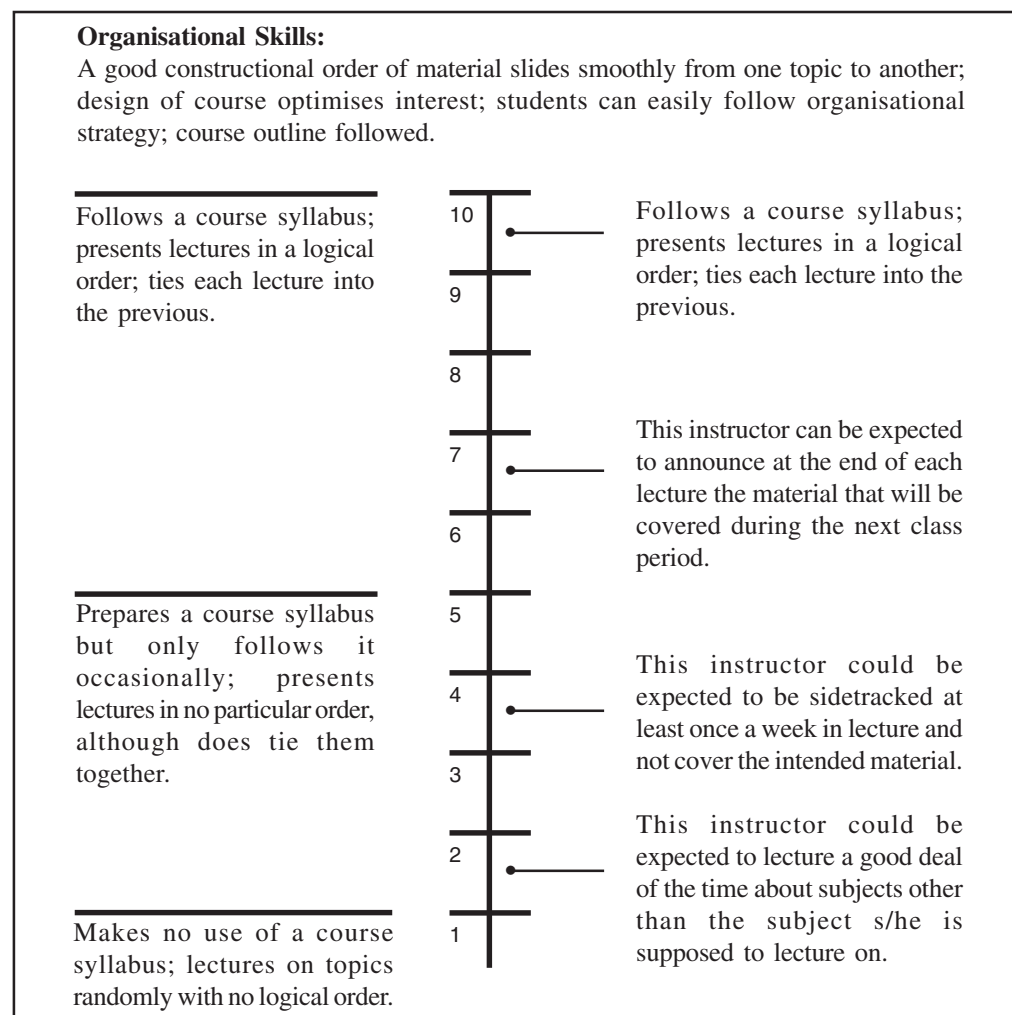 Organisational Skills:
A good constructional order of material slides smoothly from one topic to another;
design of course optimises interest; students can easily follow organisational
strategy; course outline followed.
Follows a course syllabus;
presents lectures in a logical
order; ties each lecture into
the previous.
Prepares a course syllabus
but only follows it
occasionally; presents
lectures in no particular order,
although does tie them
together.
Makes no use of a course
syllabus; lectures on topics
randomly with no logical order.
10
9
8
7
6
5
4
3
2
1
Follows a course syllabus;
presents lectures in a logical
order; ties each lecture into the
previous.
This instructor can be expected
to announce at the end of each
lecture the material that will be
covered during the next class
period.
This instructor could be
expected to be sidetracked at
least once a week in lecture and
not cover the intended material.
This instructor could be
expected to lecture a good deal
of the time about subjects other
than the subject s/he is
supposed to lecture on.